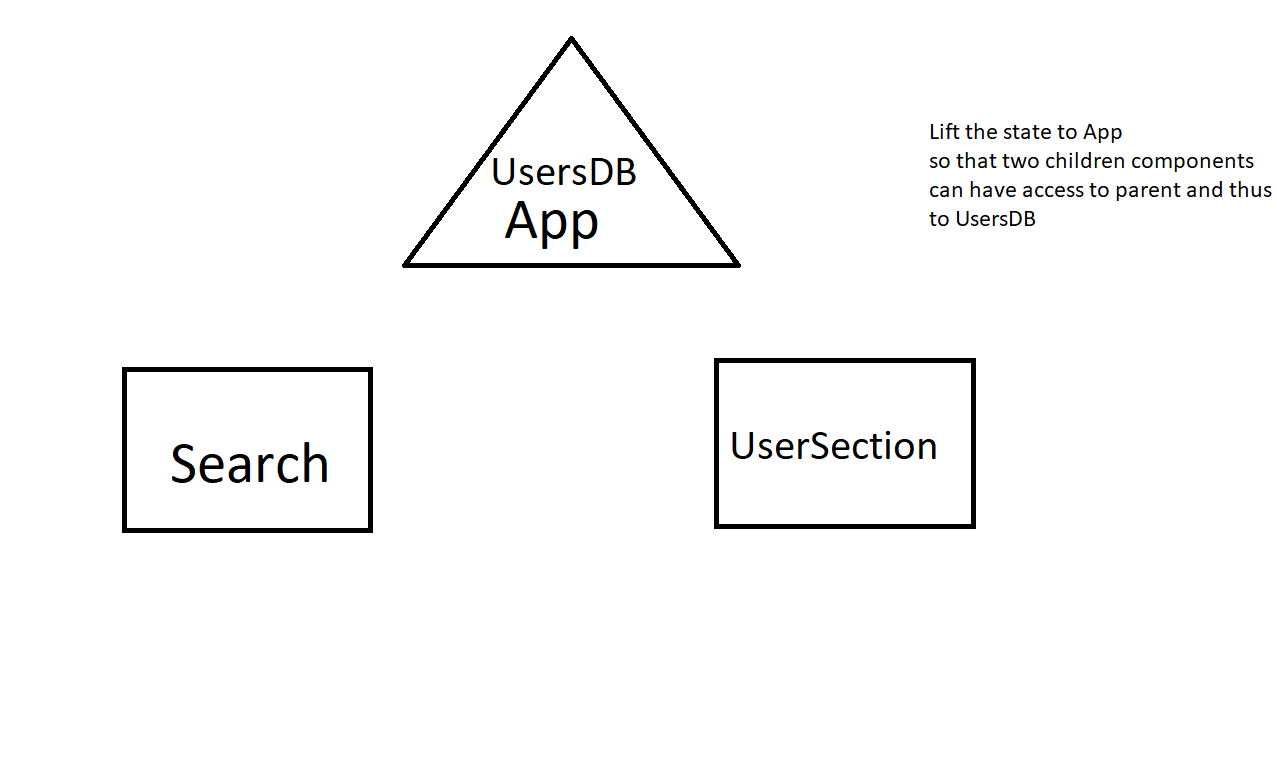 UsersDB
App
Lift the state to App
so that two children components
can have access to parent and thus
to UsersDB
Search
UserSection